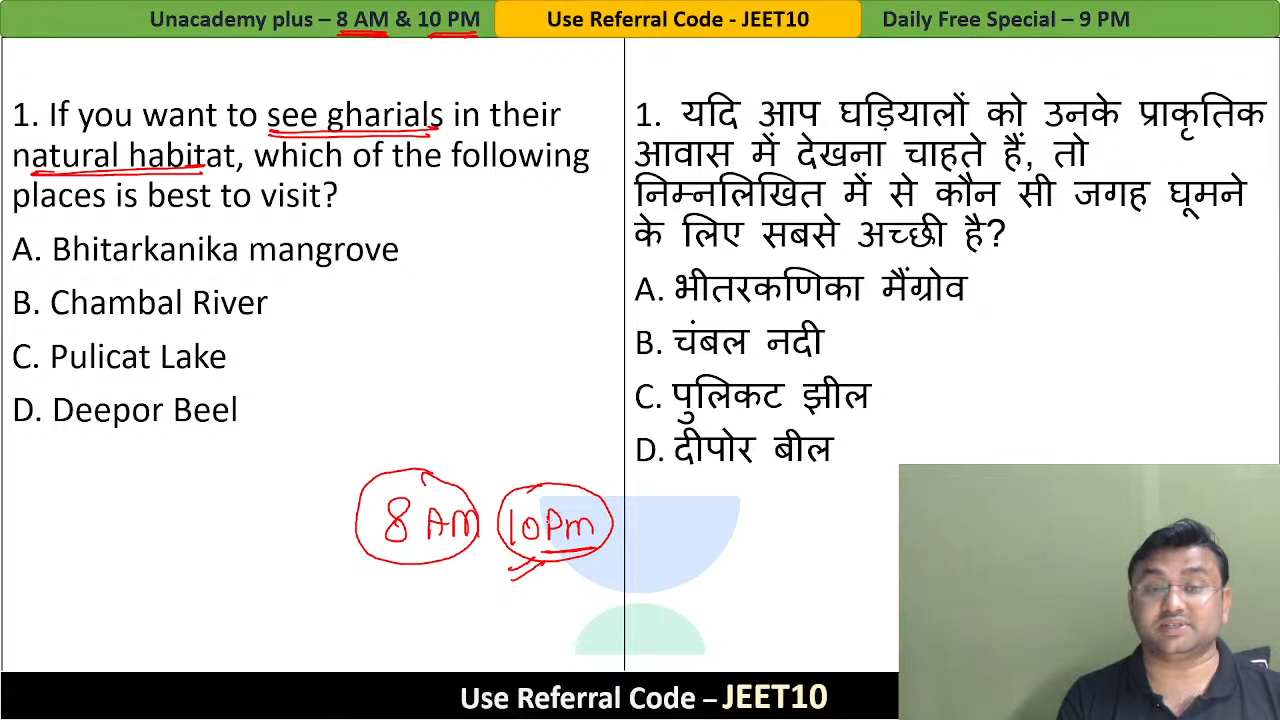 Unacademy plus – 8 AM & 10 PM
Use Referral Code - JEET10
Daily Free Special – 9 PM
1. If you want to see gharials in their
natural habitat, which of the following
places is best to visit?
A. Bhitarkanika mangrove
B. Chambal River
C. Pulicat Lake
D. Deepor Beel
8 AM
10 Pm
1. यदि आप घड़ियालों को उनके प्राकृतिक
आवास में देखना चाहते हैं, तो
निम्नलिखित में से कौन सी जगह घूमने
के लिए सबसे अच्छी है?
A. भीतरकणिका मैंग्रोव
B. चंबल नदी
C. पुलिकट झील
D. दीपोर बील
Use Referral Code – JEET10